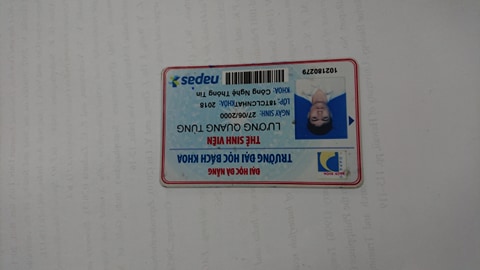 ĐẠI HỌC ĐÀ NẴNG
TRƯỜNG ĐẠI HỌC BÁCH KHOA
THẺ SINH VIÊN
LƯƠNG QUANG TÙNG
NGÀY SINH: 27/06/2000
LỚP: 18TCLCNHAT KHÓA: 2018
KHOA: Công Nghệ Thông Tin
102180279
napas